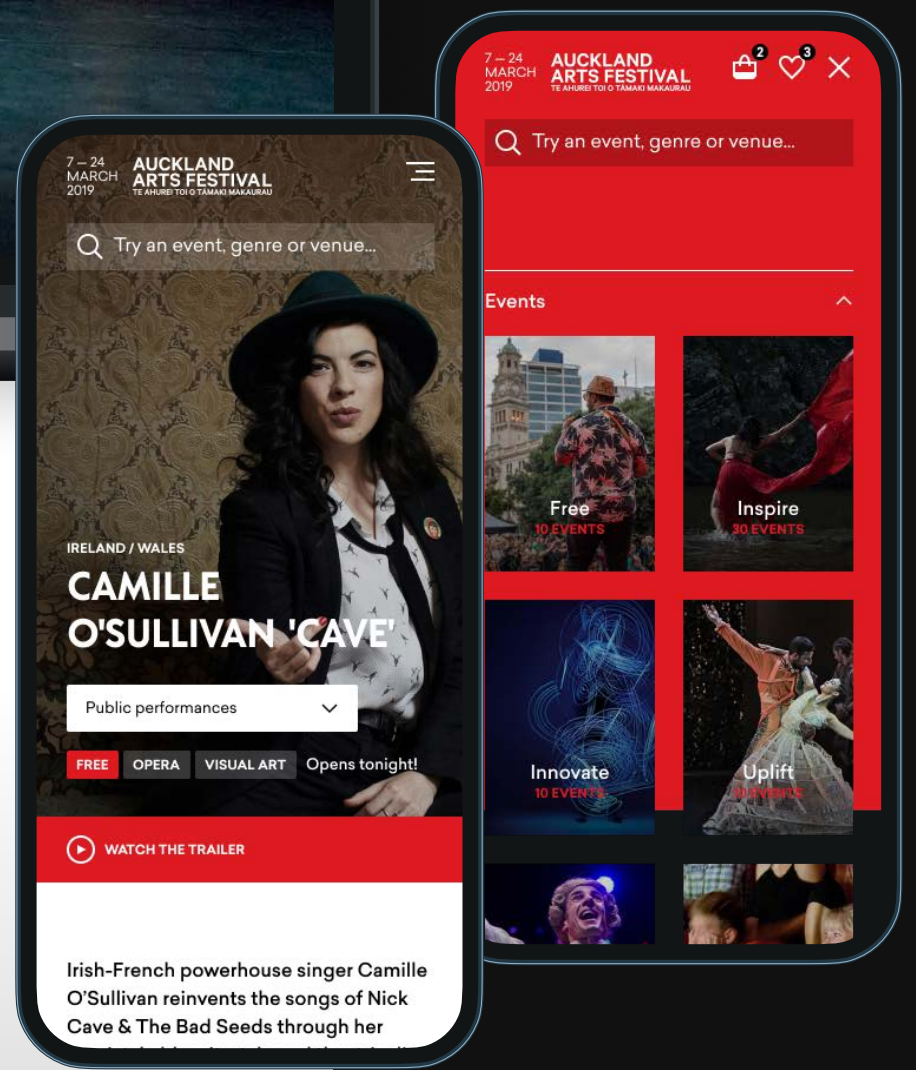 7 – 24
MARCH
2019
AUCKLAND
ARTS FESTIVAL
TE AHUREI TOI O TĀMAKI MAKAURAU
Try an event, genre or venue...
IRELAND / WALES
CAMILLE
O'SULLIVAN 'CAVE'
Public performances
FREE
OPERA
VISUAL ART
Opens tonight!
WATCH THE TRAILER
Irish-French powerhouse singer Camille
O'Sullivan reinvents the songs of Nick
Cave & The Bad Seeds through her
7 – 24
MARCH
2019
AUCKLAND
ARTS FESTIVAL
TE AHUREI TOI O TĀMAKI MAKAURAU
2
3
Try an event, genre or venue...
Events
Free
10 EVENTS
Inspire
30 EVENTS
Innovate
10 EVENTS
Uplift
10 EVENTS